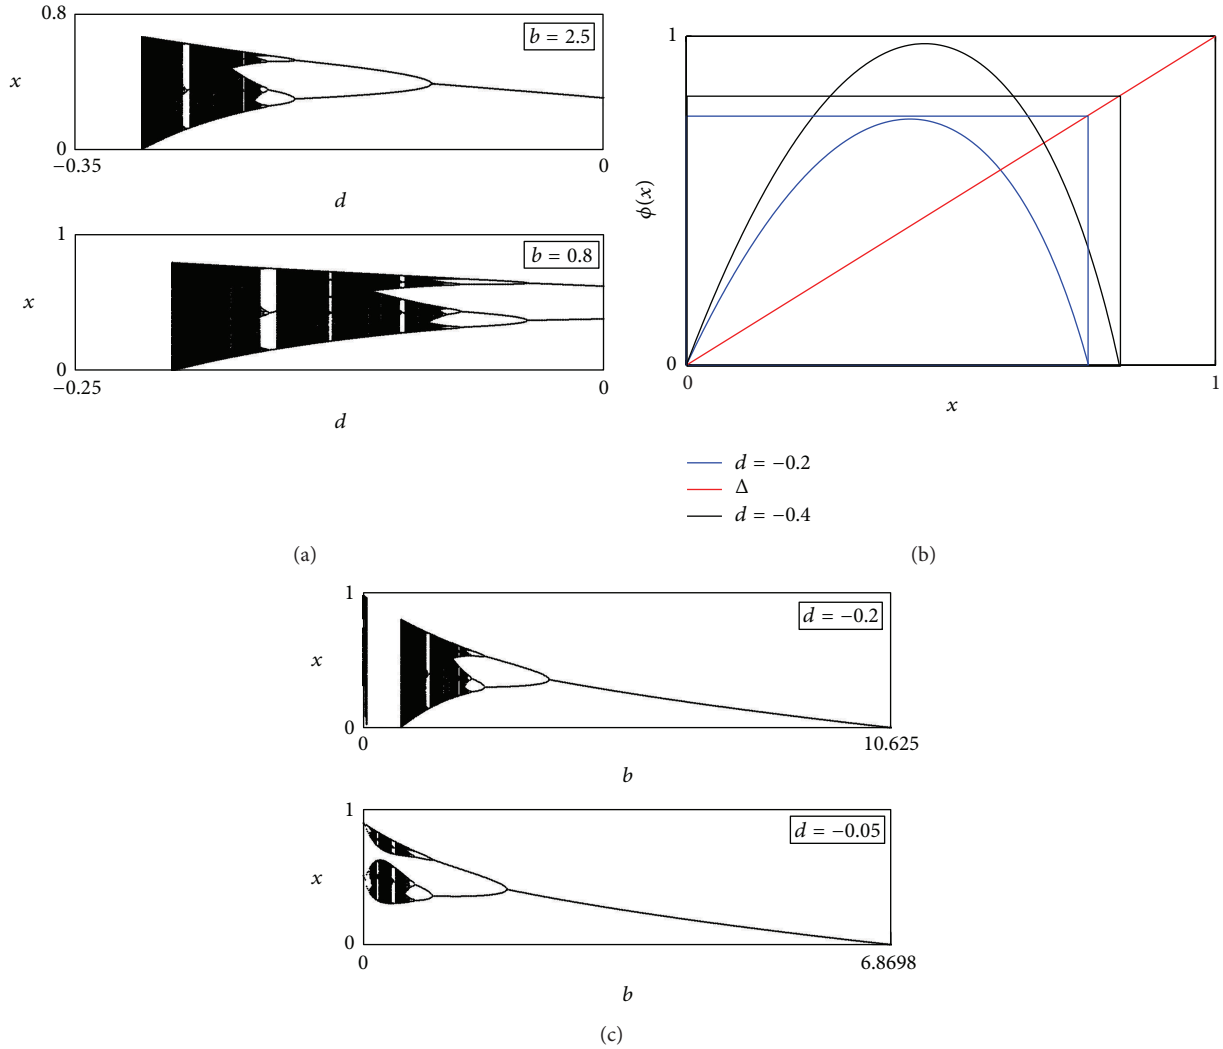 0.8
b = 2.5
x
0
−0.35
0
d
1
b = 0.8
x
0
−0.25
0
d
(a)
1
ϕ(x)
0
0
1
x
d = −0.2
Δ
d = −0.4
(b)
1
d = −0.2
x
0
0
10.625
b
1
d = −0.05
x
0
0
6.8698
b
(c)